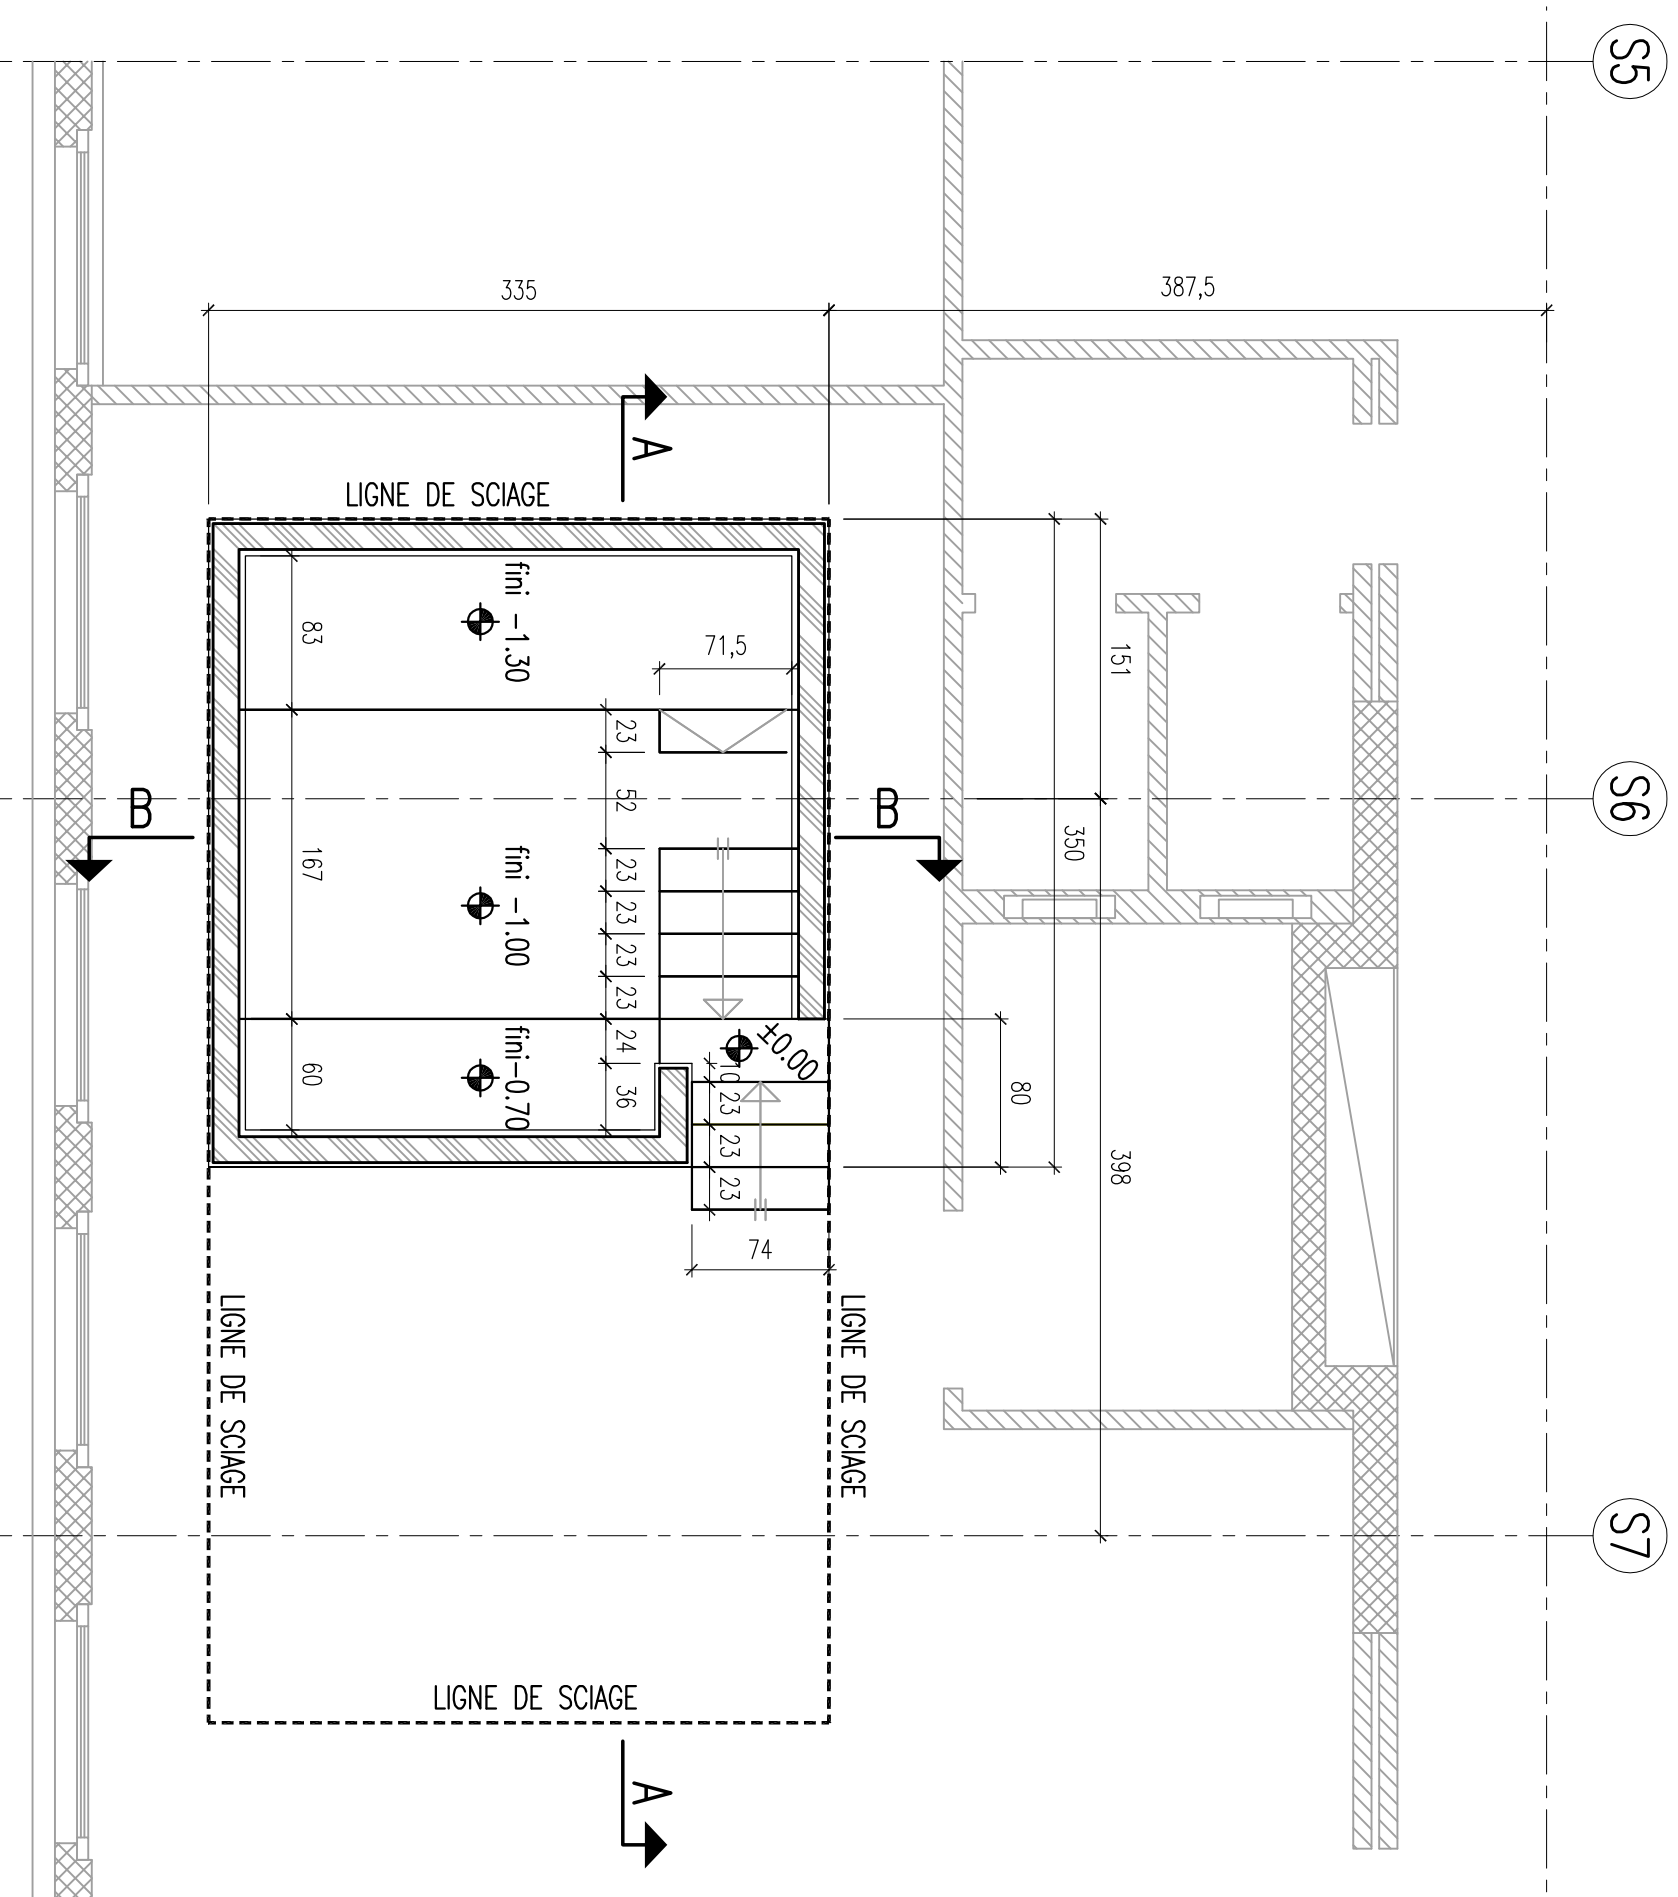 S5
387,5
335
A
LIGNE DE SCIAGE
fini -1.30
83
71,5
151
23
52
S6
B
B
350
167
fini -1.00
23
23
23
23
24
36
±0.00
fini-0.70
60
10
23
23
23
80
398
74
LIGNE DE SCIAGE
LIGNE DE SCIAGE
S7
LIGNE DE SCIAGE
A